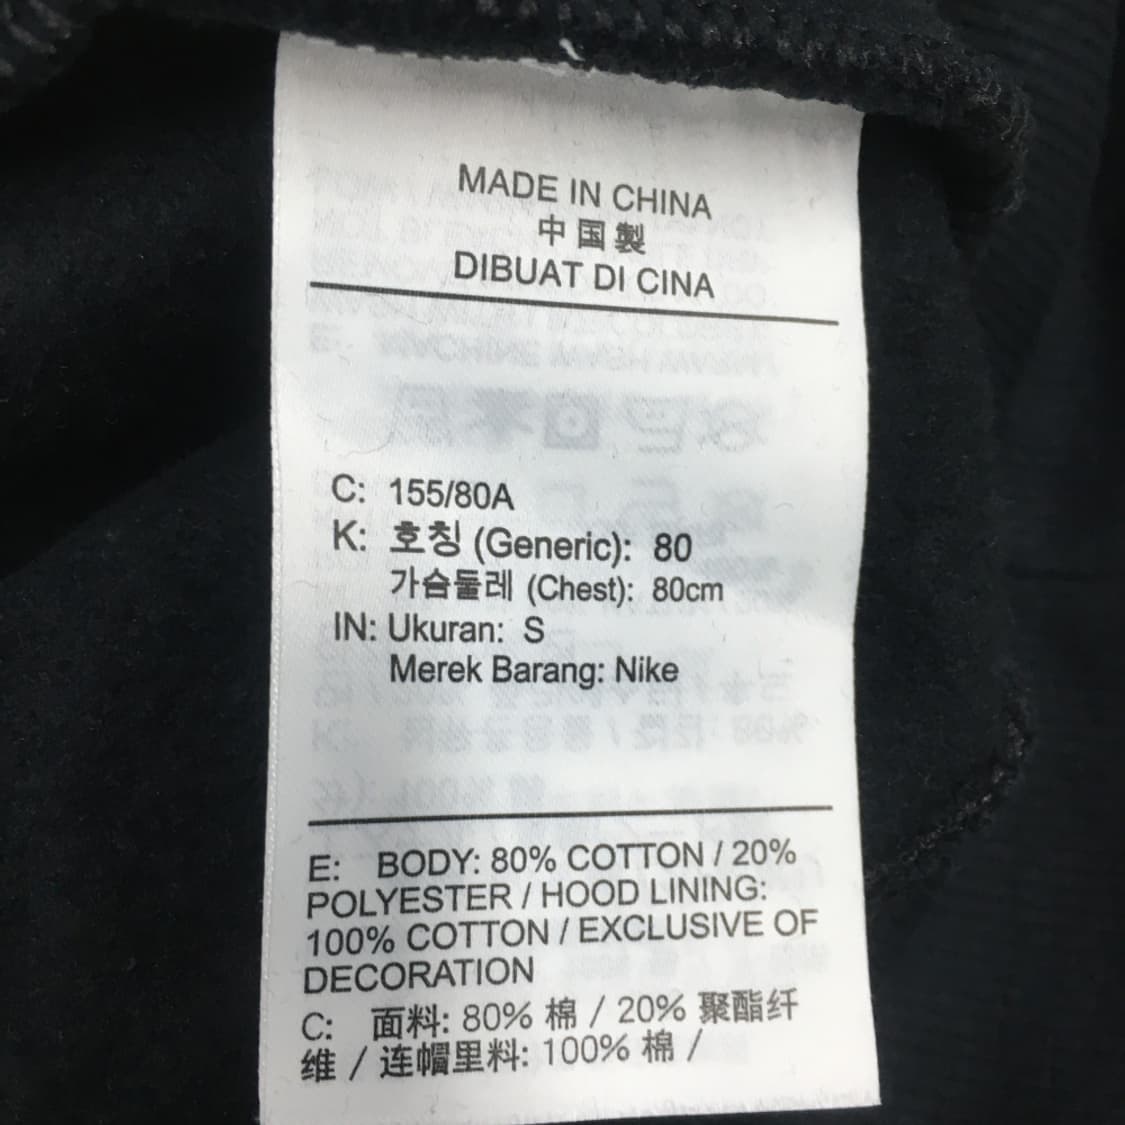 MADE IN CHINA
中国製
DIBUAT DI CINA
C: 155/80A
K: 호칭 (Generic): 80
가슴둘레 (Chest): 80cm
IN: Ukuran: S
Merek Barang: Nike
E: BODY: 80% COTTON / 20%
POLYESTER / HOOD LINING:
100% COTTON / EXCLUSIVE OF
DECORATION
C: 面料: 80% 棉 / 20% 聚酯纤
维 / 连帽里料: 100% 棉 /